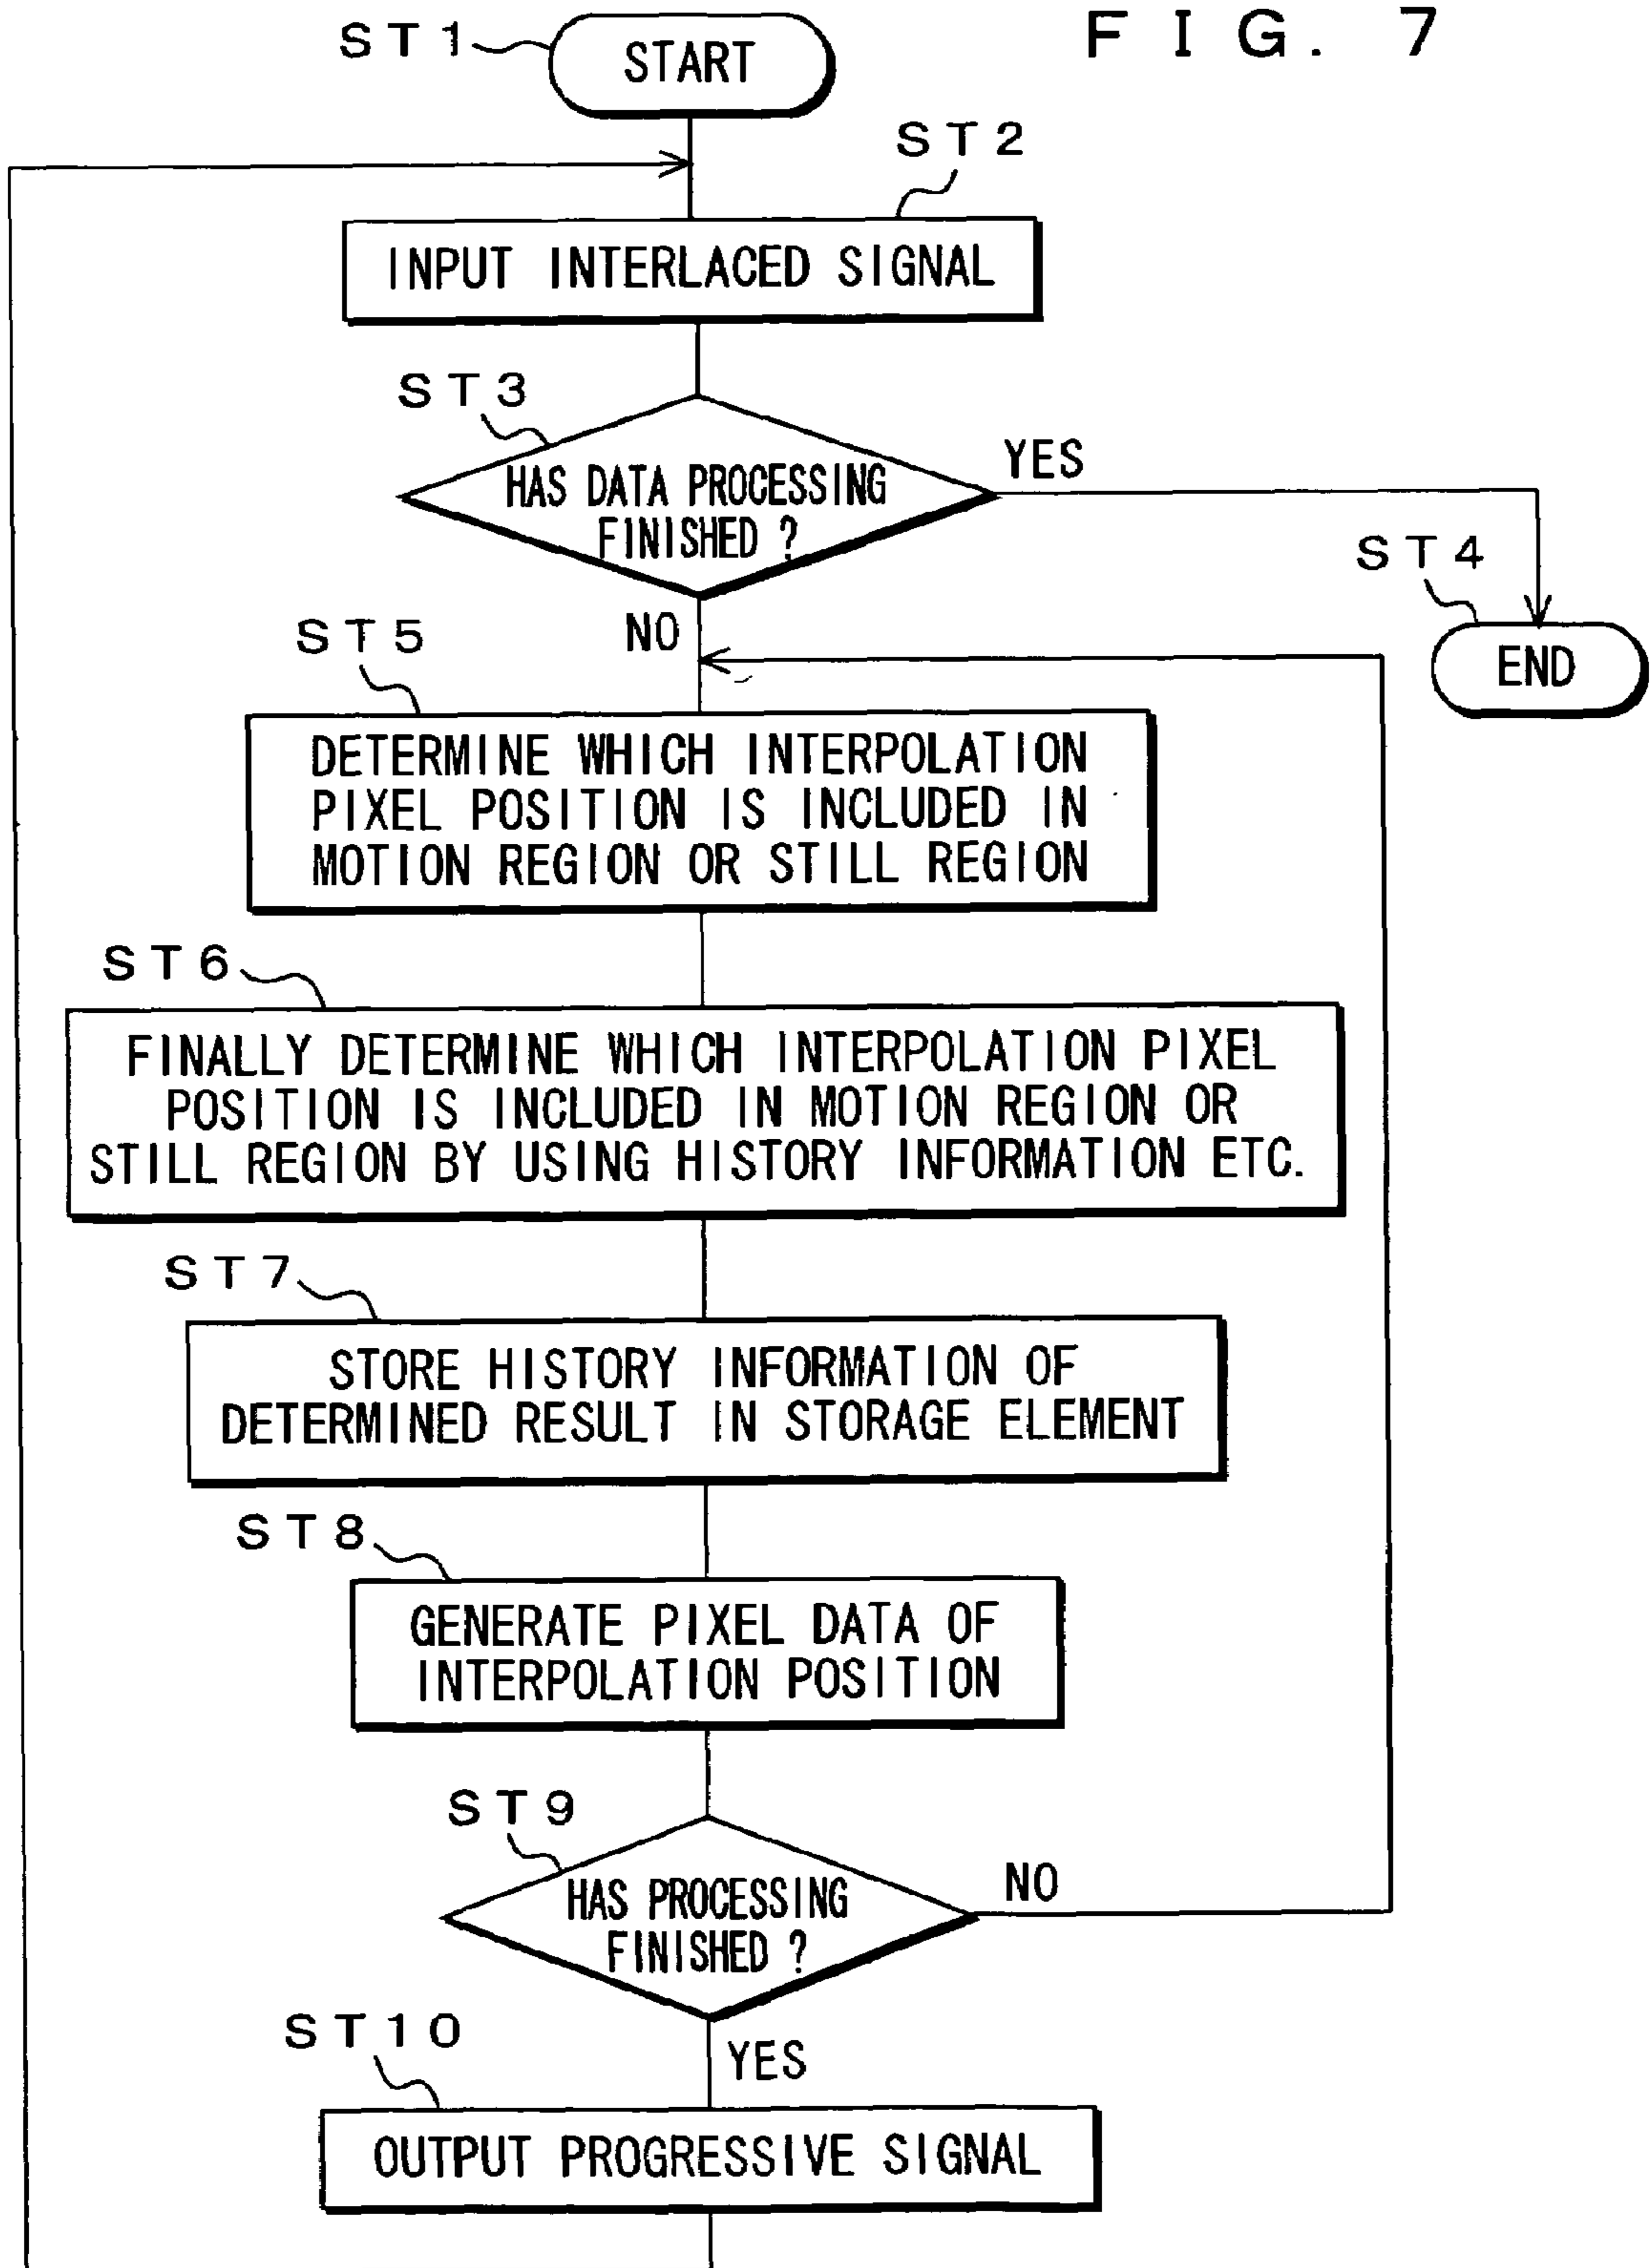 FIG. 7
ST1
START
ST2
INPUT INTERLACED SIGNAL
ST3
HAS DATA PROCESSING
FINISHED ?
YES
ST4
END
NO
ST5
DETERMINE WHICH INTERPOLATION
PIXEL POSITION IS INCLUDED IN
MOTION REGION OR STILL REGION
ST6
FINALLY DETERMINE WHICH INTERPOLATION PIXEL
POSITION IS INCLUDED IN MOTION REGION OR
STILL REGION BY USING HISTORY INFORMATION ETC.
ST7
STORE HISTORY INFORMATION OF
DETERMINED RESULT IN STORAGE ELEMENT
ST8
GENERATE PIXEL DATA OF
INTERPOLATION POSITION
ST9
HAS PROCESSING
FINISHED ?
NO
YES
ST10
OUTPUT PROGRESSIVE SIGNAL